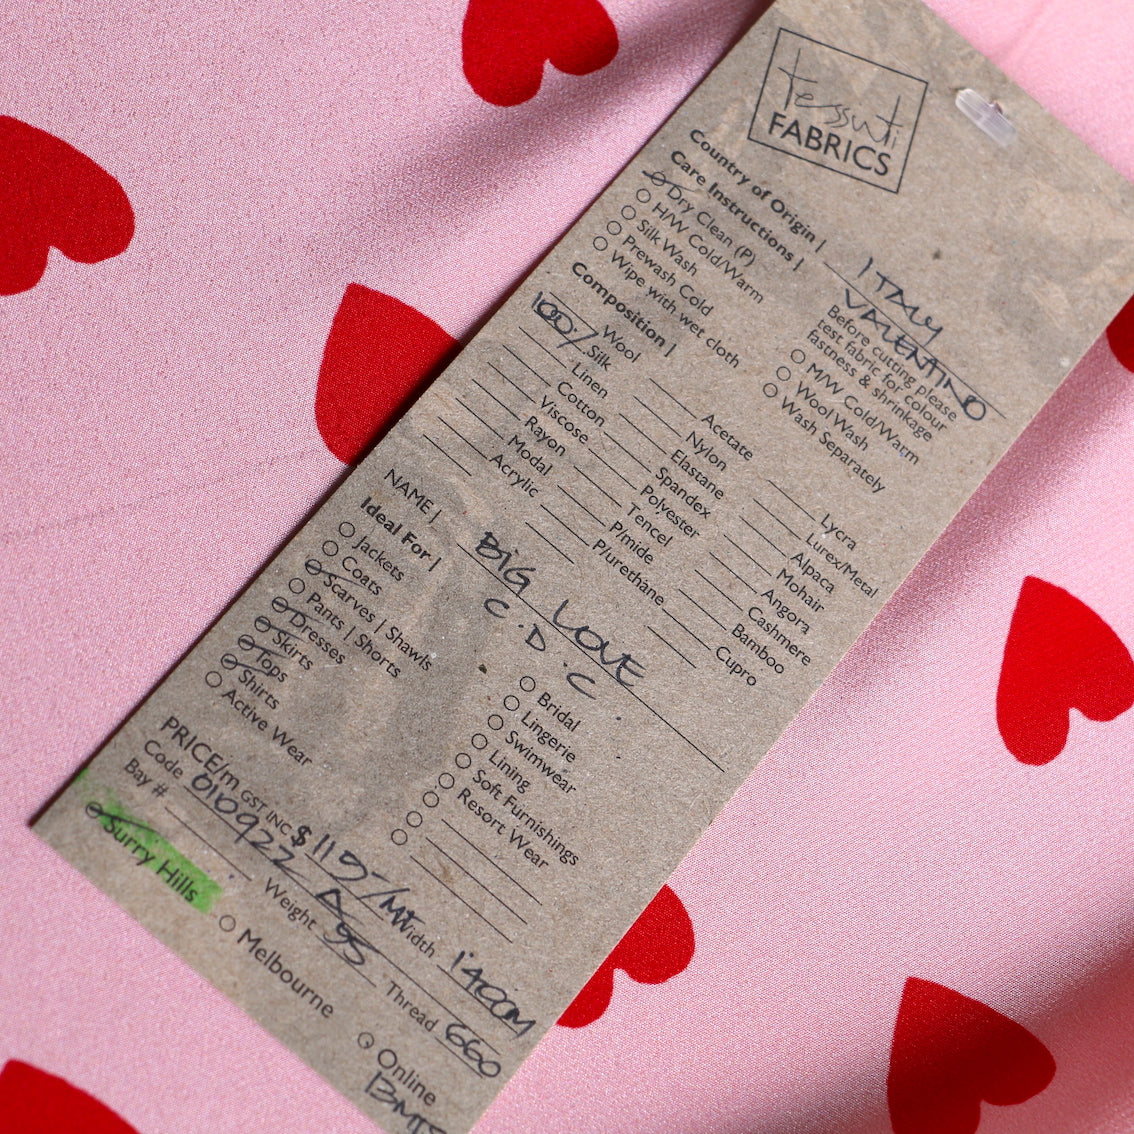 tessuti
FABRICS
Country of Origin | ITALY
Care Instructions | VALENTINO
Dry Clean (P)
H/W Cold/Warm
Silk Wash
Prewash Cold
Wipe with wet cloth
Before cutting please
test fabric for colour
fastness & shrinkage
M/W Cold/Warm
Wool Wash
Wash Separately
Composition |
Wool
100% Silk
Linen
Cotton
Viscose
Rayon
Modal
Acrylic
Acetate
Nylon
Elastane
Spandex
Polyester
Tencel
P/mide
P/urethane
Lycra
Lurex/Metal
Alpaca
Mohair
Angora
Cashmere
Bamboo
Cupro
NAME | BIG LOVE
Ideal For | C.D.C
Jackets
Coats
Scarves | Shawls
Pants | Shorts
Dresses
Skirts
Tops
Shirts
Active Wear
Bridal
Lingerie
Swimwear
Lining
Soft Furnishings
Resort Wear
PRICE/m GST INC $119-/Mt Width 1.400M
Code 010922 A
Bay # Weight 95 Thread 660
Surry Hills
Melbourne
Online